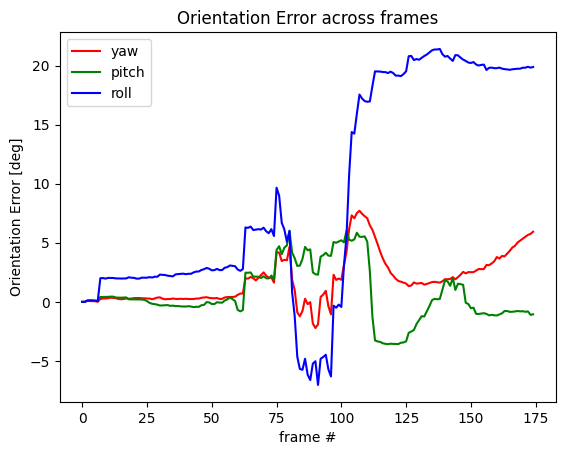 Orientation Error across frames
yaw
pitch
roll
Orientation Error [deg]
20
15
10
5
0
−5
0 25 50 75 100 125 150 175
frame #